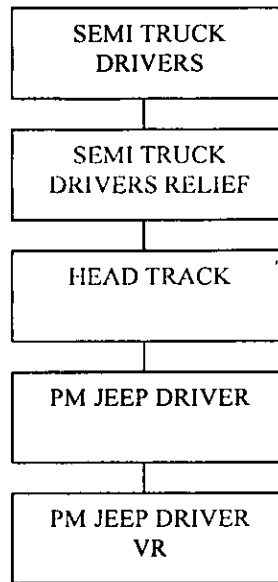 SEMI TRUCK
DRIVERS
SEMI TRUCK
DRIVERS RELIEF
HEAD TRACK
PM JEEP DRIVER
PM JEEP DRIVER
VR